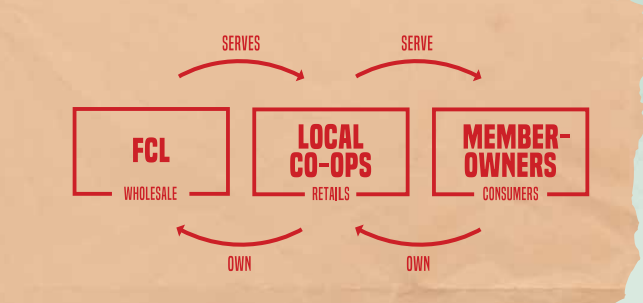 SERVES
SERVE
FCL
WHOLESALE
LOCAL
CO-OPS
RETAILS
MEMBER-
OWNERS
CONSUMERS
OWN
OWN